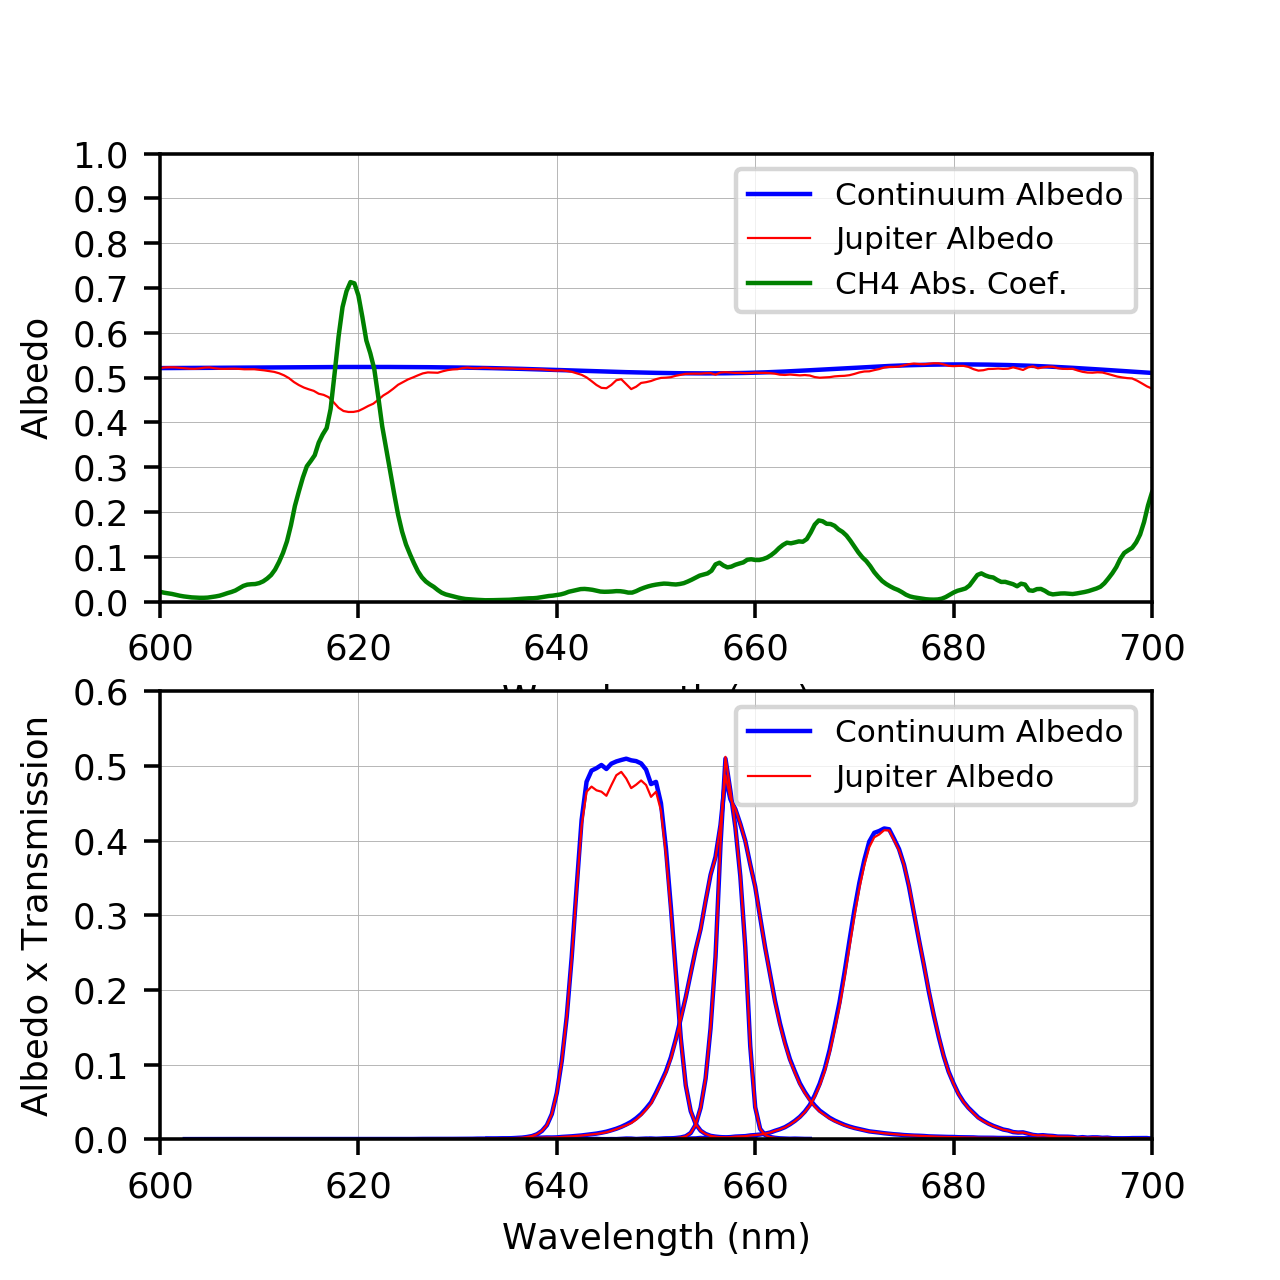 1.0
0.9
0.8
0.7
0.6
0.5
0.4
0.3
0.2
0.1
0.0
Albedo
Continuum Albedo
Jupiter Albedo
CH4 Abs. Coef.
600 620 640 660 680 700
0.6
0.5
0.4
0.3
0.2
0.1
0.0
Albedo x Transmission
Continuum Albedo
Jupiter Albedo
600 620 640 660 680 700
Wavelength (nm)